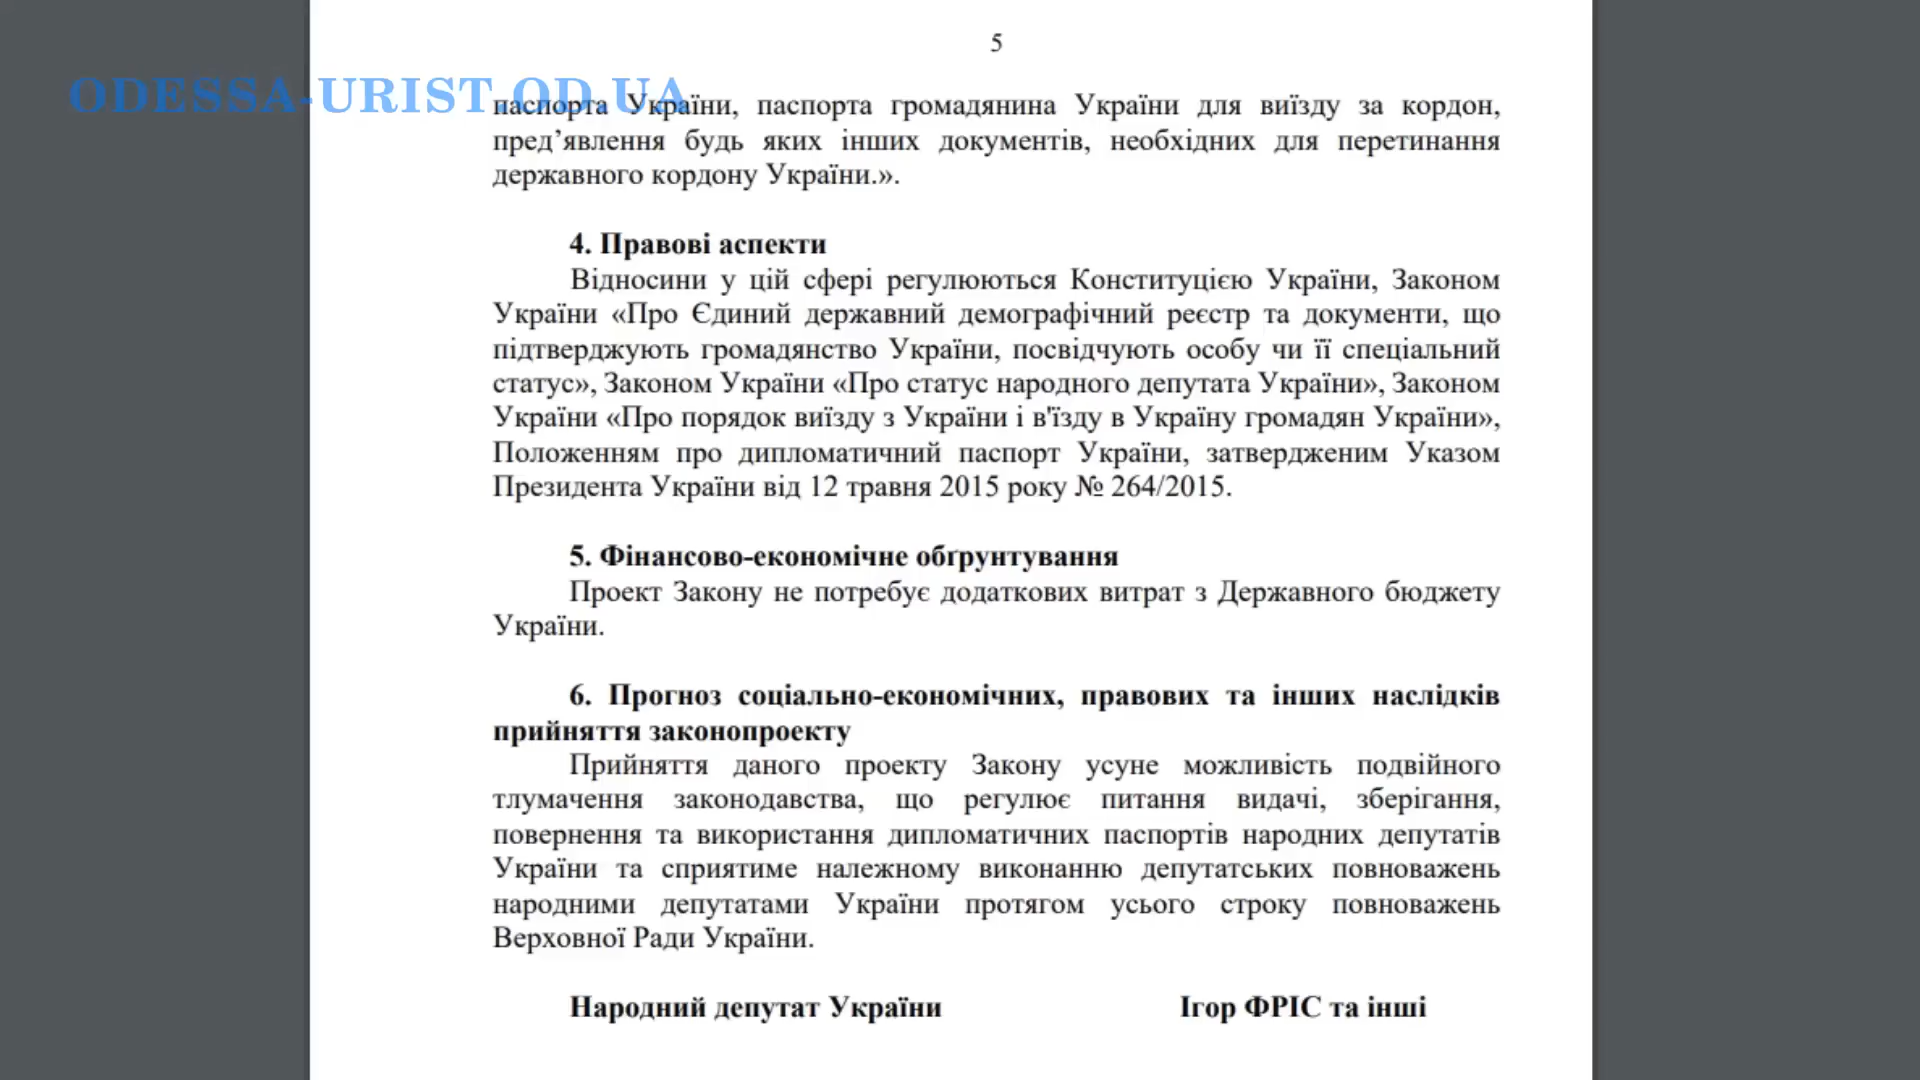 5
ODESSA-URIST.OD.UA
паспорта України, паспорта громадянина України для виїзду за кордон,
пред’явлення будь яких інших документів, необхідних для перетинання
державного кордону України.».
4. Правові аспекти
Відносини у цій сфері регулюються Конституцією України, Законом
України «Про Єдиний державний демографічний реєстр та документи, що
підтверджують громадянство України, посвідчують особу чи її спеціальний
статус», Законом України «Про статус народного депутата України», Законом
України «Про порядок виїзду з України і в'їзду в Україну громадян України»,
Положенням про дипломатичний паспорт України, затвердженим Указом
Президента України від 12 травня 2015 року № 264/2015.
5. Фінансово-економічне обґрунтування
Проект Закону не потребує додаткових витрат з Державного бюджету
України.
6. Прогноз соціально-економічних, правових та інших наслідків
прийняття законопроекту
Прийняття даного проекту Закону усуне можливість подвійного
тлумачення законодавства, що регулює питання видачі, зберігання,
повернення та використання дипломатичних паспортів народних депутатів
України та сприятиме належному виконанню депутатських повноважень
народними депутатами України протягом усього строку повноважень
Верховної Ради України.
Народний депутат України Ігор ФРІС та інші